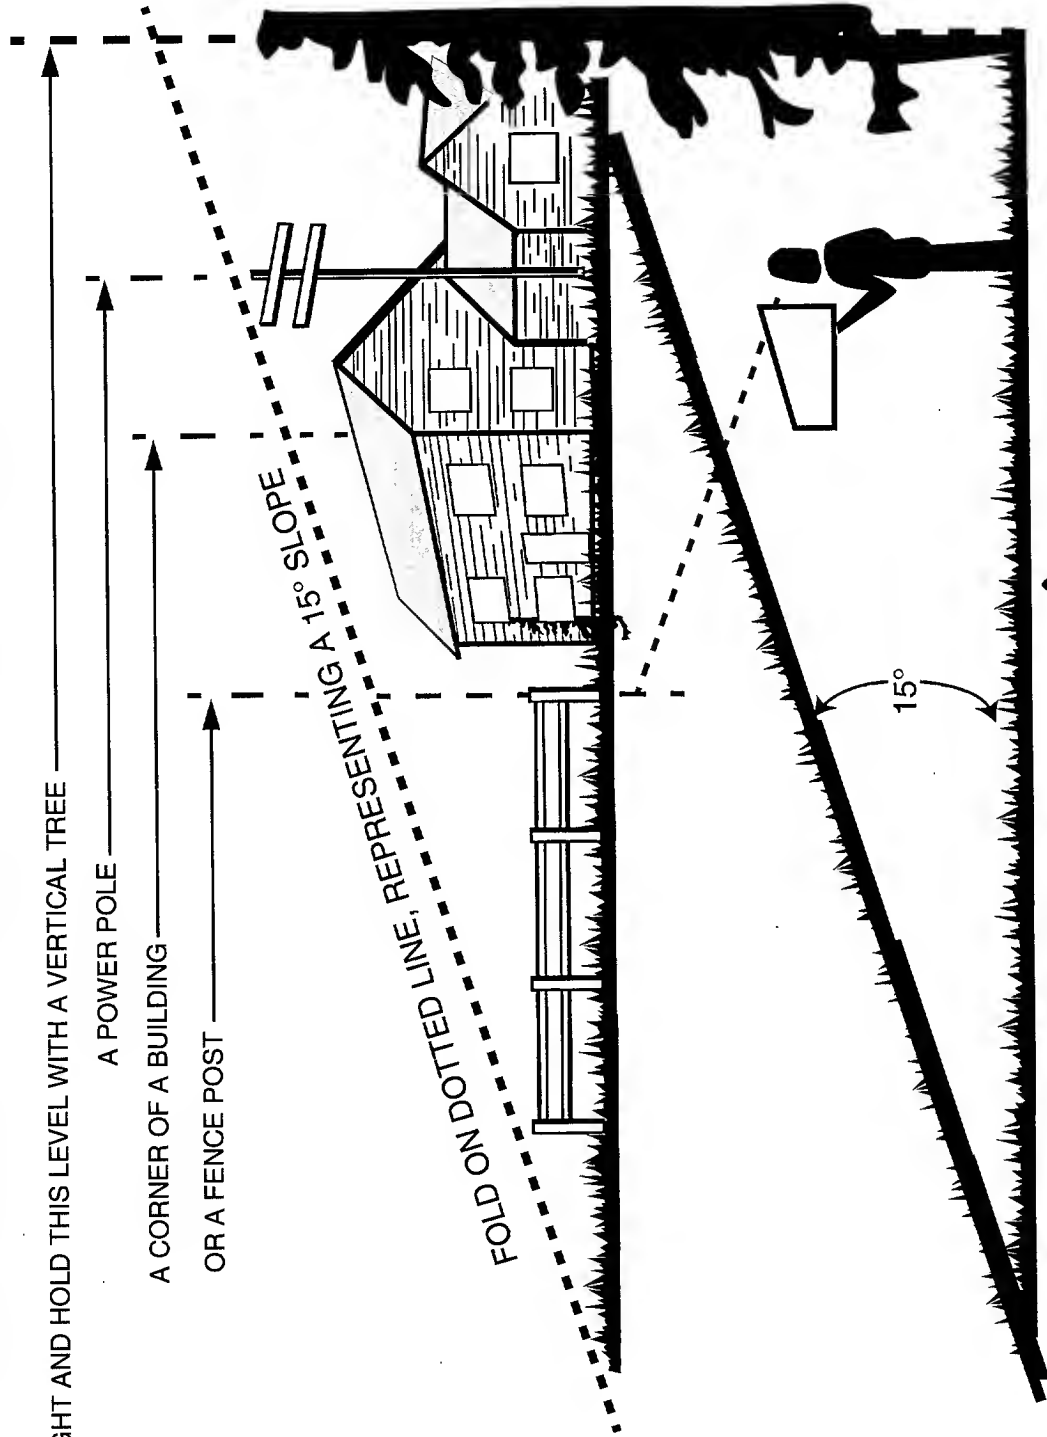 AND HOLD THIS LEVEL WITH A VERTICAL TREE
A POWER POLE
A CORNER OF A BUILDING
OR A FENCE POST
FOLD ON DOTTED LINE, REPRESENTING A 15° SLOPE
15°